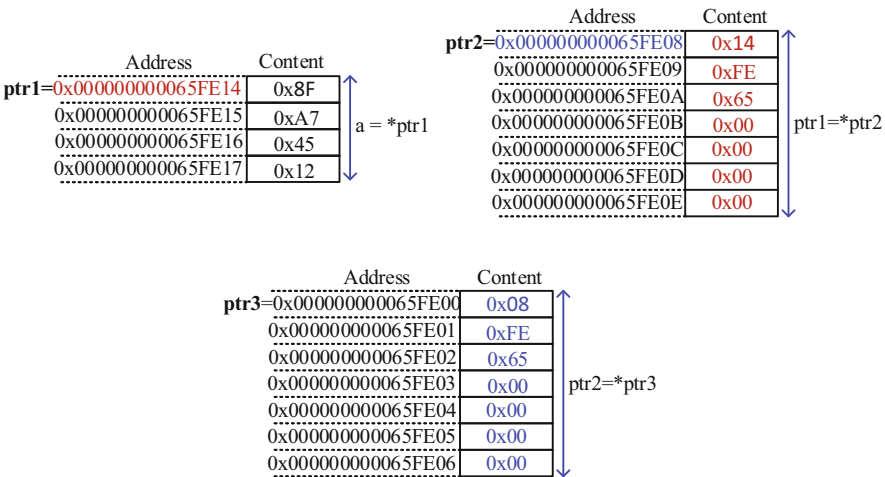 Address Content
ptr1=0x000000000065FE14 0x8F
0x000000000065FE15 0xA7
0x000000000065FE16 0x45
0x000000000065FE17 0x12
a = *ptr1
Address Content
ptr2=0x000000000065FE08 0x14
0x000000000065FE09 0xFE
0x000000000065FE0A 0x65
0x000000000065FE0B 0x00
0x000000000065FE0C 0x00
0x000000000065FE0D 0x00
0x000000000065FE0E 0x00
ptr1=*ptr2
Address Content
ptr3=0x000000000065FE00 0x08
0x000000000065FE01 0xFE
0x000000000065FE02 0x65
0x000000000065FE03 0x00
0x000000000065FE04 0x00
0x000000000065FE05 0x00
0x000000000065FE06 0x00
ptr2=*ptr3